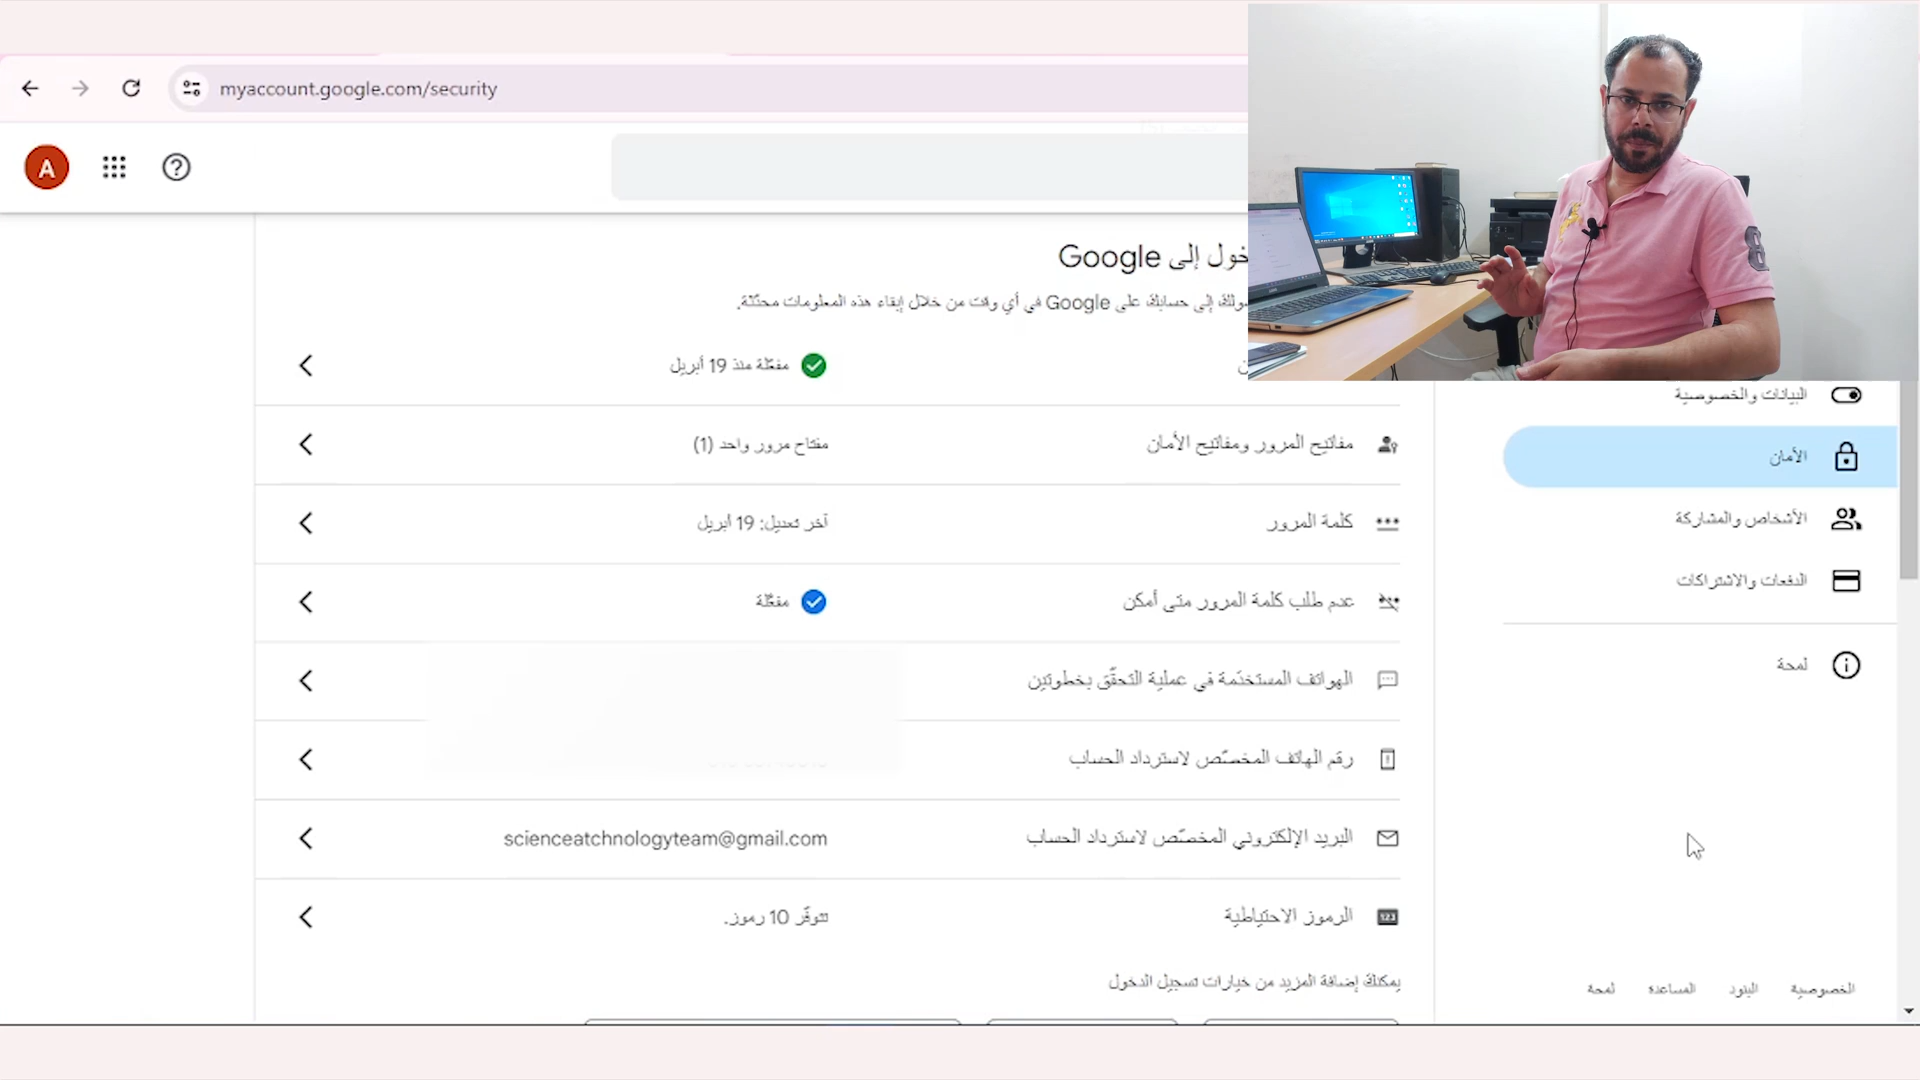 myaccount.google.com/security
A
خول إلى Google
ولك إلى حسابك على Google في أي وقت من خلال إبقاء هذه المعلومات محدّثة.
مفعّلة منذ 19 أبريل
مفاتيح المرور ومفاتيح الأمان
مفتاح مرور واحد (1)
كلمة المرور
آخر تعديل: 19 أبريل
عدم طلب كلمة المرور متى أمكن
مفعّلة
الهواتف المستخدَمة في عملية التحقّق بخطوتين
رقم الهاتف المخصّص لاسترداد الحساب
البريد الإلكتروني المخصّص لاسترداد الحساب
scienceatchnologyteam@gmail.com
الرموز الاحتياطية
تتوفّر 10 رموز.
يمكنك إضافة المزيد من خيارات تسجيل الدخول
البيانات والخصوصية
الأمان
الأشخاص والمشاركة
الدفعات والاشتراكات
لمحة
الخصوصية
البنود
المساعدة
لمحة
8